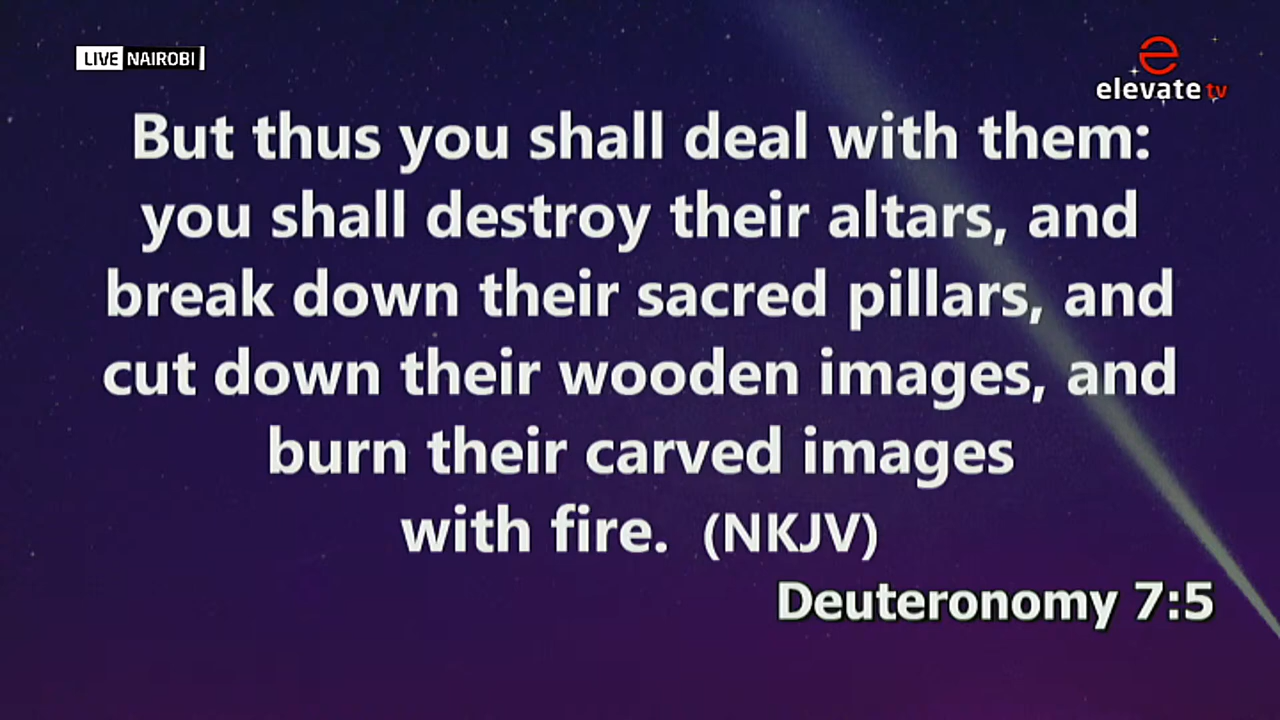 LIVE NAIROBI
elevate tv
But thus you shall deal with them:
you shall destroy their altars, and
break down their sacred pillars, and
cut down their wooden images, and
burn their carved images
with fire. (NKJV)
Deuteronomy 7:5